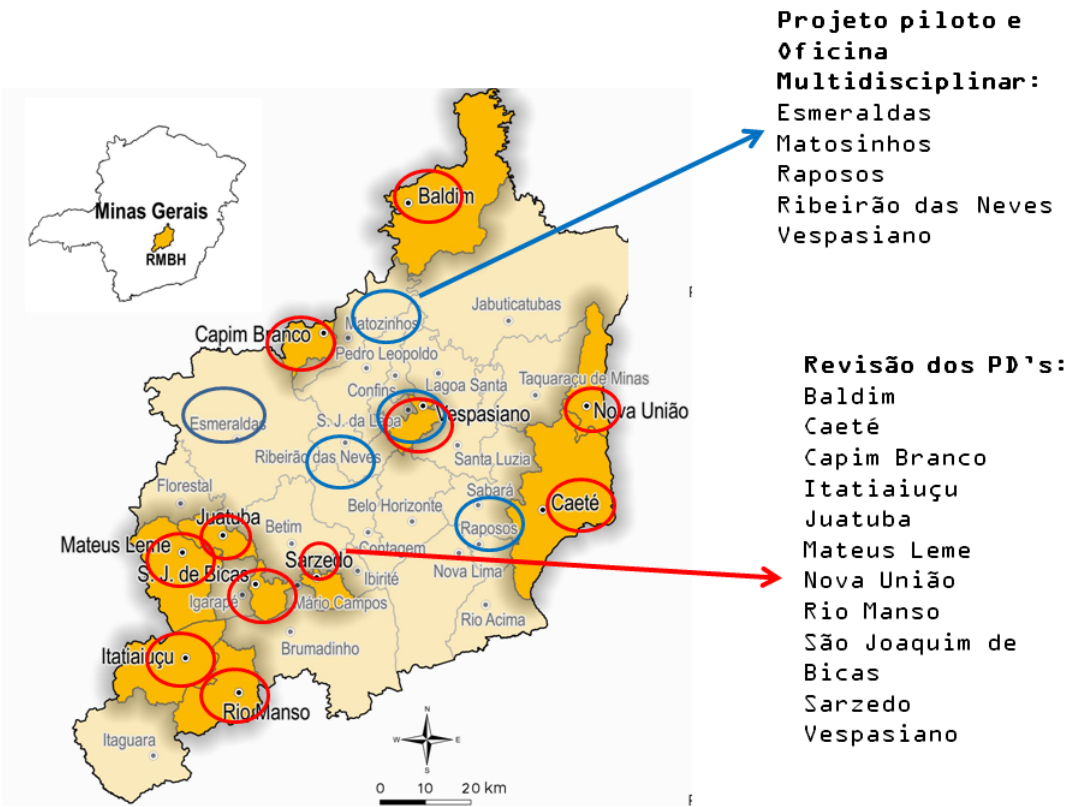 Projeto piloto e
Oficina
Multidisciplinar:
Esmeraldas
Matosinhos
Raposos
Ribeirão das Neves
Vespasiano
Minas Gerais
RMBH
Baldim
Jabuticatubas
Matozinhos
Capim Branco
Pedro Leopoldo
Confins
Lagoa Santa
Taquaraçu de Minas
Nova União
Vespasiano
Esmeraldas
S. J. da Lapa
Ribeirão das Neves
Santa Luzia
Florestal
Sabará
Belo Horizonte
Caeté
Juatuba
Betim
Raposos
Mateus Leme
Contagem
Sarzedo
S. J. de Bicas
Ibirité
Nova Lima
Igarapé
Mário Campos
Rio Acima
Brumadinho
Itatiaiuçu
Rio Manso
Itaguara
N
W
E
S
0 10 20 km
Revisão dos PD's:
Baldim
Caeté
Capim Branco
Itatiaiuçu
Juatuba
Mateus Leme
Nova União
Rio Manso
São Joaquim de
Bicas
Sarzedo
Vespasiano